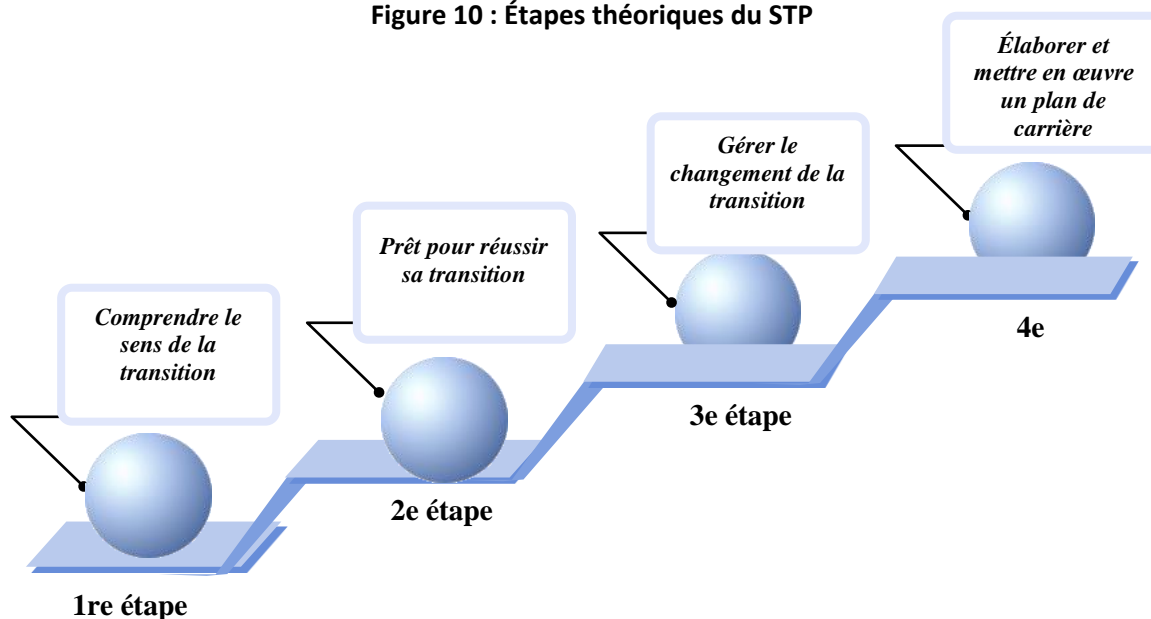 Figure 10 : Étapes théoriques du STP
Comprendre le
sens de la
transition
1re étape
Prêt pour réussir
sa transition
2e étape
Gérer le
changement de la
transition
3e étape
Élaborer et
mettre en œuvre
un plan de
carrière
4e